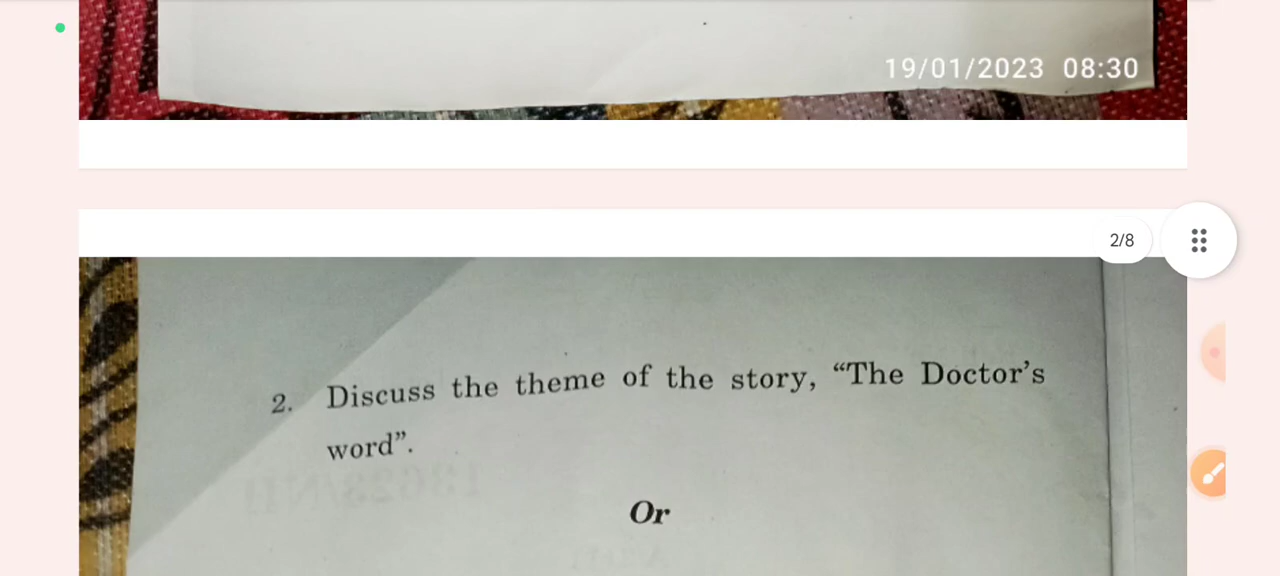 19/01/2023 08:30
2/8
2. Discuss the theme of the story, “The Doctor’s
word”.
Or